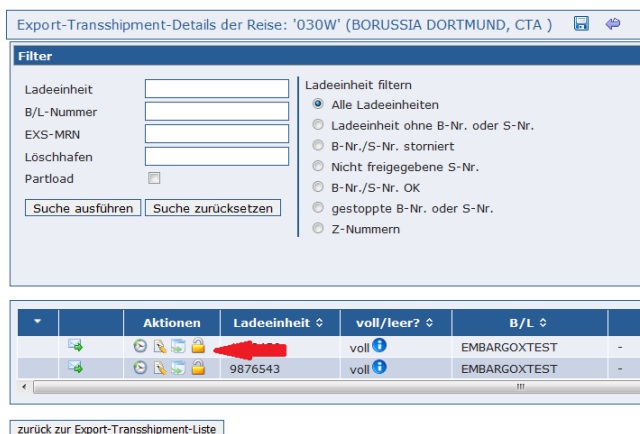 Export-Transshipment-Details der Reise: '030W' (BORUSSIA DORTMUND, CTA )
Filter
Ladeeinheit
B/L-Nummer
EXS-MRN
Löschhafen
Partload
Suche ausführen Suche zurücksetzen
Ladeeinheit filtern
Alle Ladeeinheiten
Ladeeinheit ohne B-Nr. oder S-Nr.
B-Nr./S-Nr. storniert
Nicht freigegebene S-Nr.
B-Nr./S-Nr. OK
gestoppte B-Nr. oder S-Nr.
Z-Nummern
Aktionen Ladeeinheit voll/leer? B/L
voll EMBARGOXTEST -
9876543 voll EMBARGOXTEST -
zurück zur Export-Transshipment-Liste